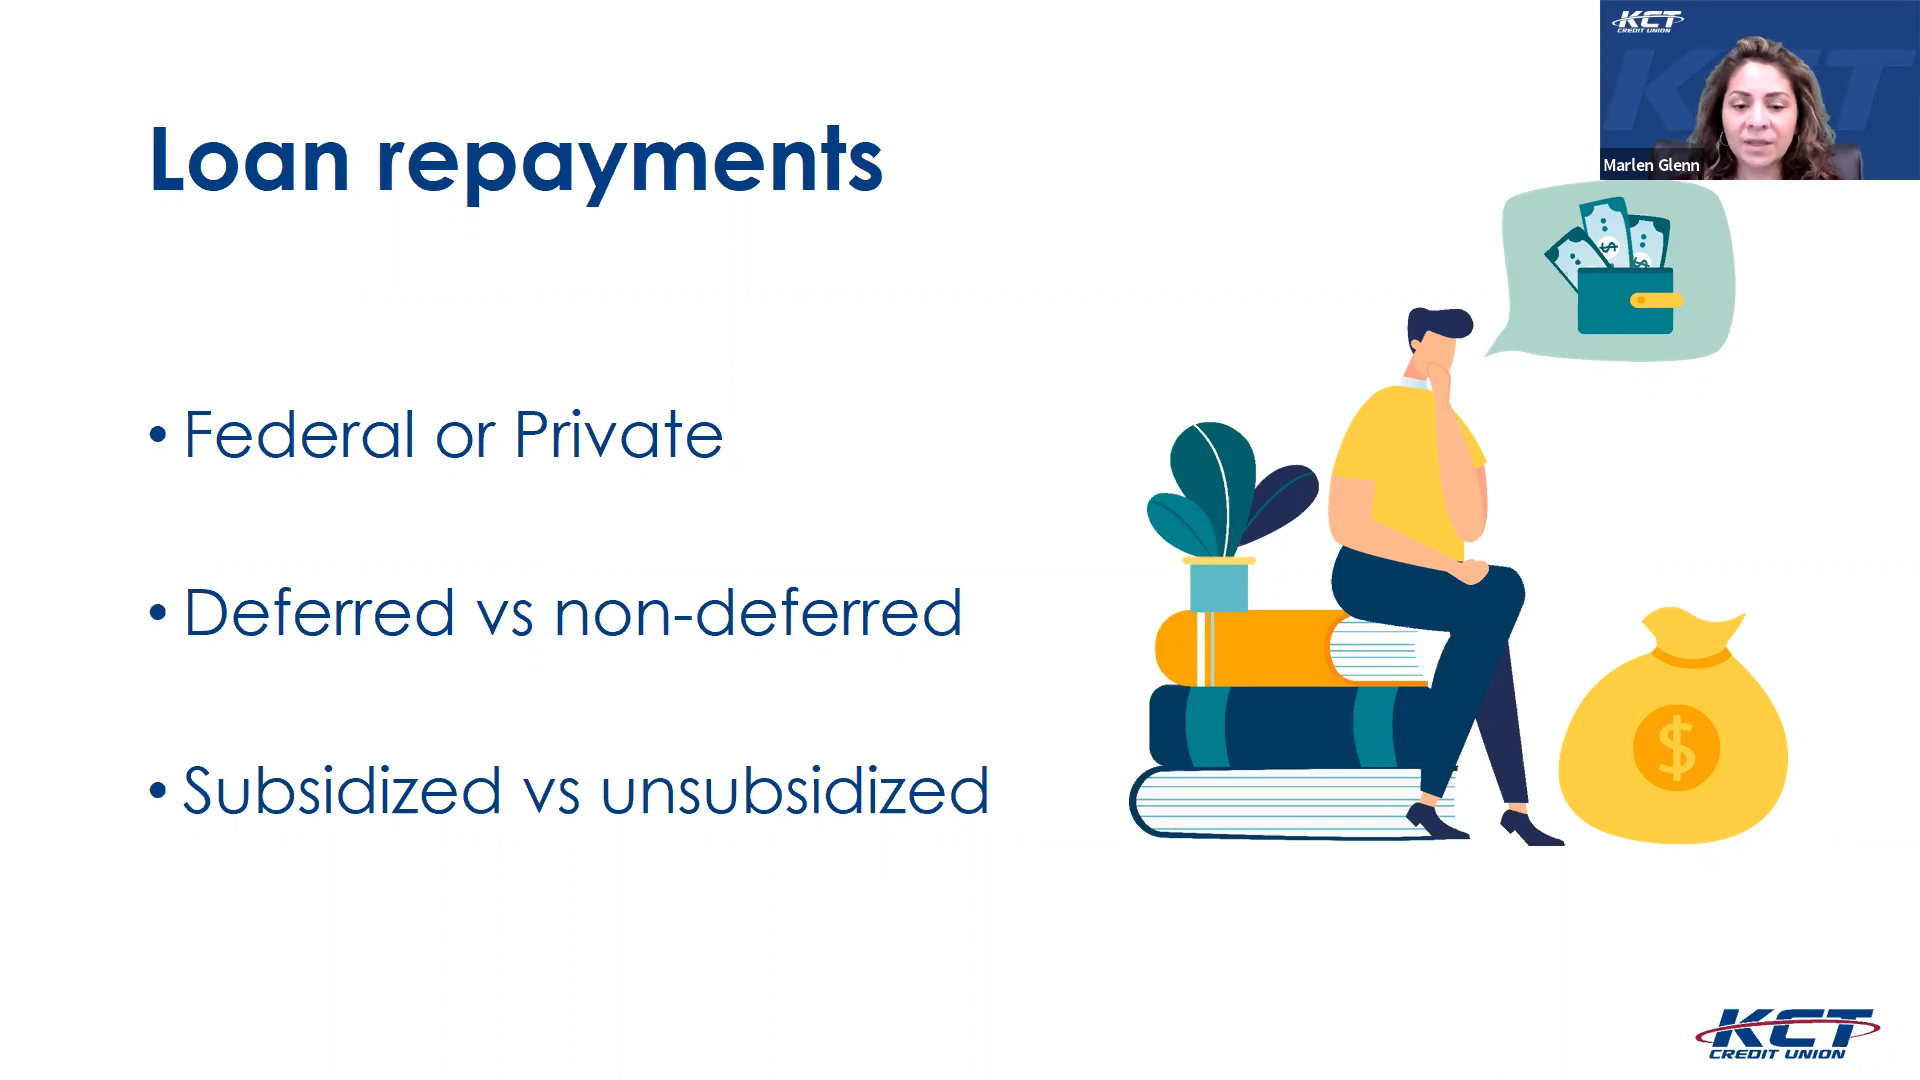 KCT
CREDIT UNION
Marlen Glenn
Loan repayments
• Federal or Private
• Deferred vs non-deferred
• Subsidized vs unsubsidized
$
KCT
CREDIT UNION